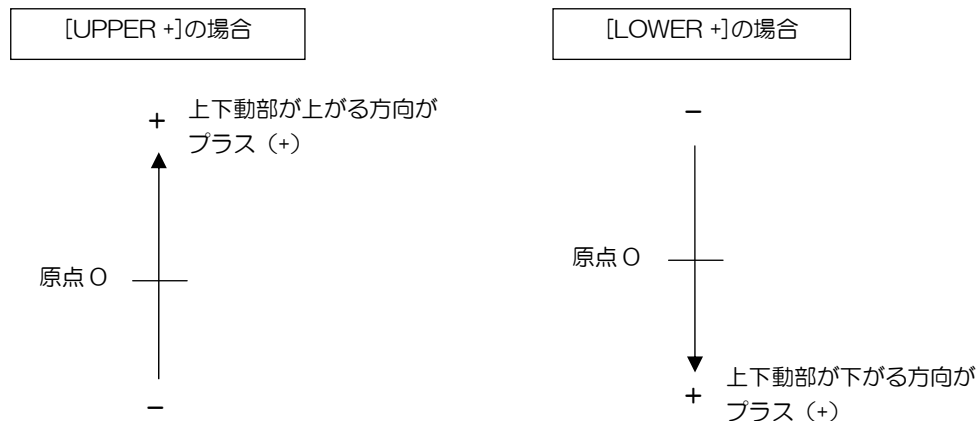 [UPPER +]の場合
+
上下動部が上がる方向が
プラス（+）
原点 O
−
[LOWER +]の場合
−
原点 O
+
上下動部が下がる方向が
プラス（+）